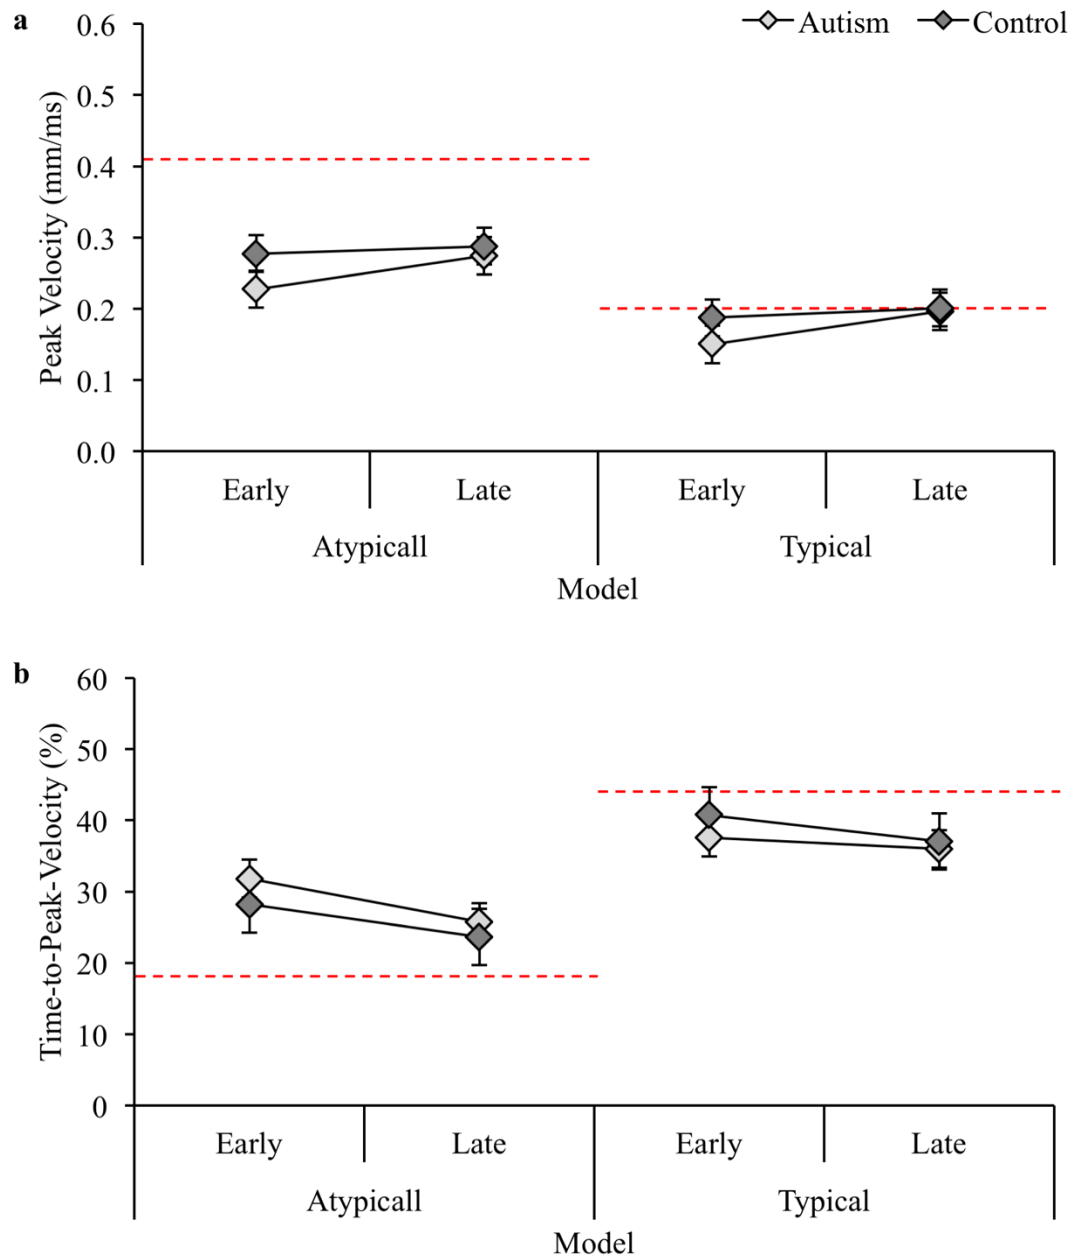 a
Autism
Control
Peak Velocity (mm/ms)
0.6
0.5
0.4
0.3
0.2
0.1
0.0
Early Late Early Late
Atypicall Typical
Model
b
Time-to-Peak-Velocity (%)
60
50
40
30
20
10
0
Early Late Early Late
Atypicall Typical
Model